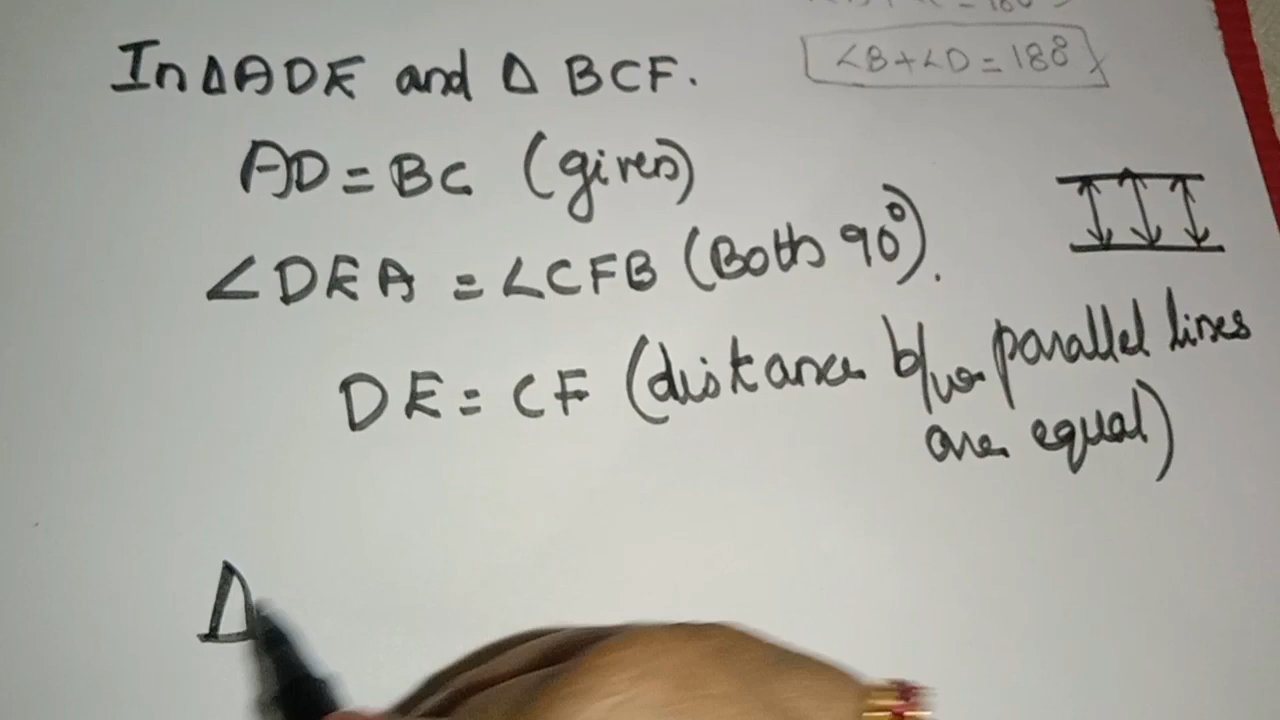 In ΔADE and Δ BCF.
∠B+∠D = 180°
AD = BC (given)
∠DEA = ∠CFB (Both 90°).
DE = CF (distance b/w parallel lines
are equal)
Δ